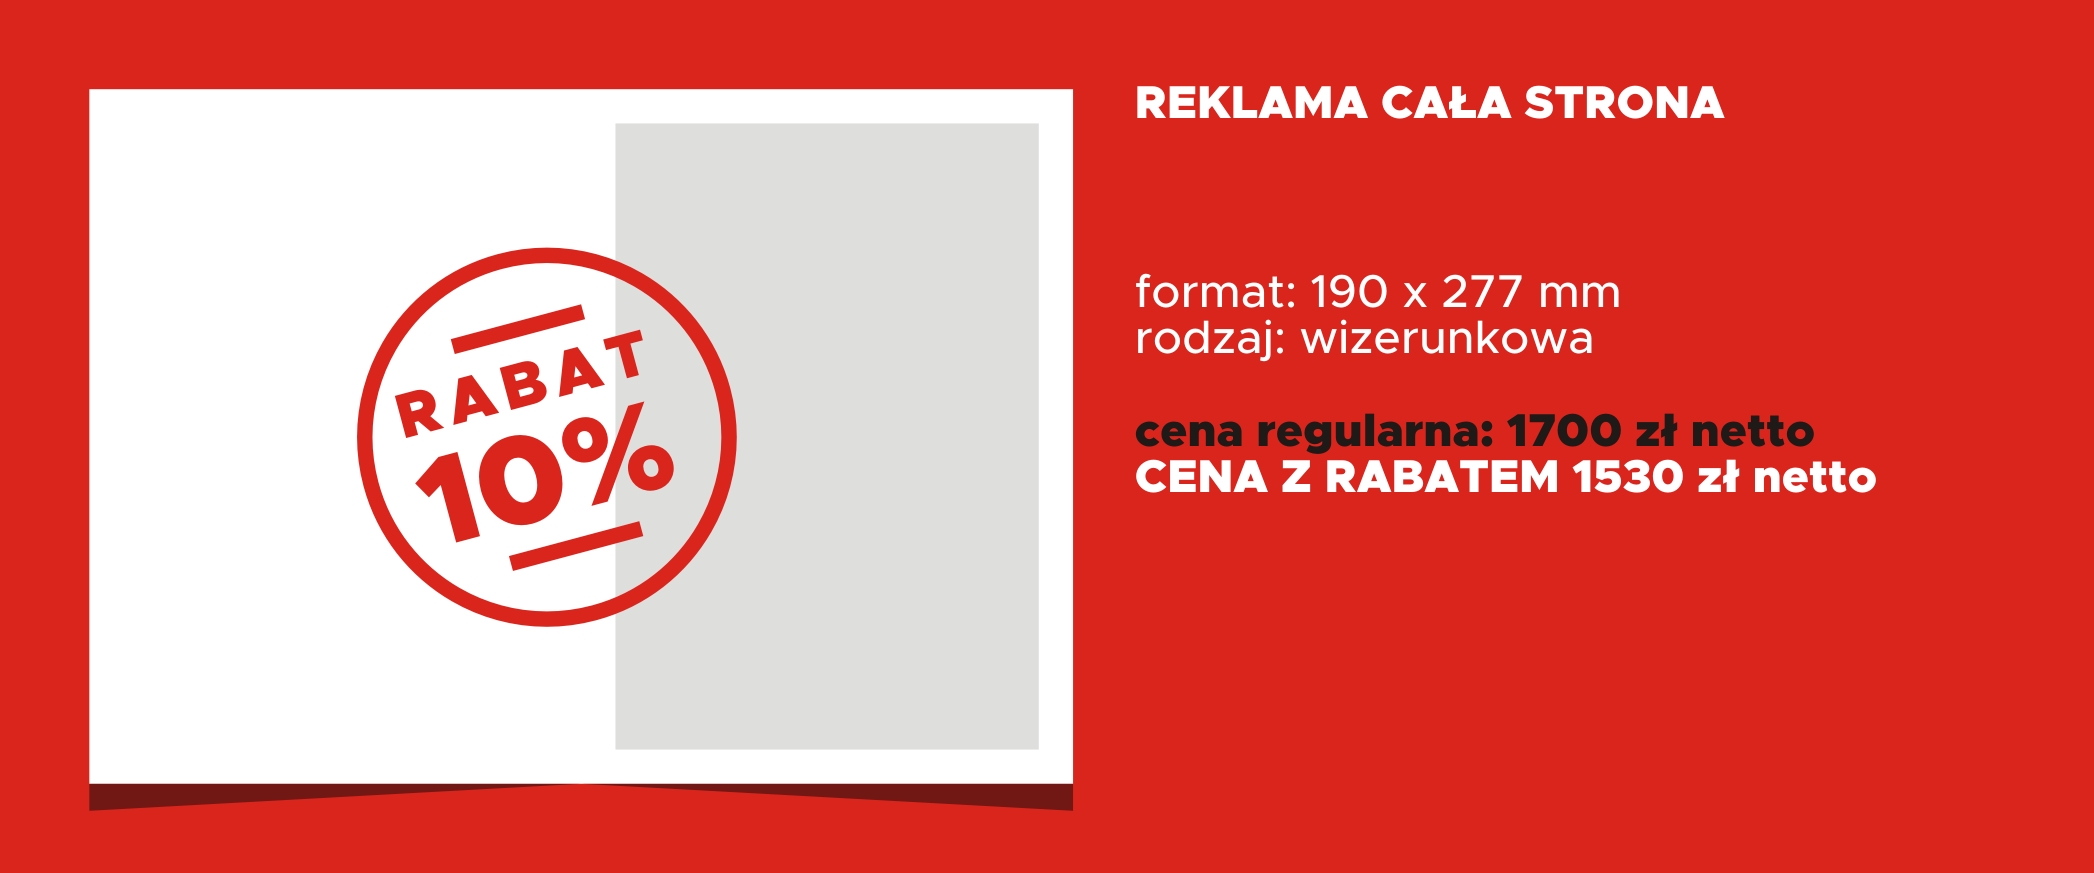 RABAT
10%
REKLAMA CAŁA STRONA
format: 190 x 277 mm
rodzaj: wizerunkowa
cena regularna: 1700 zł netto
CENA Z RABATEM 1530 zł netto